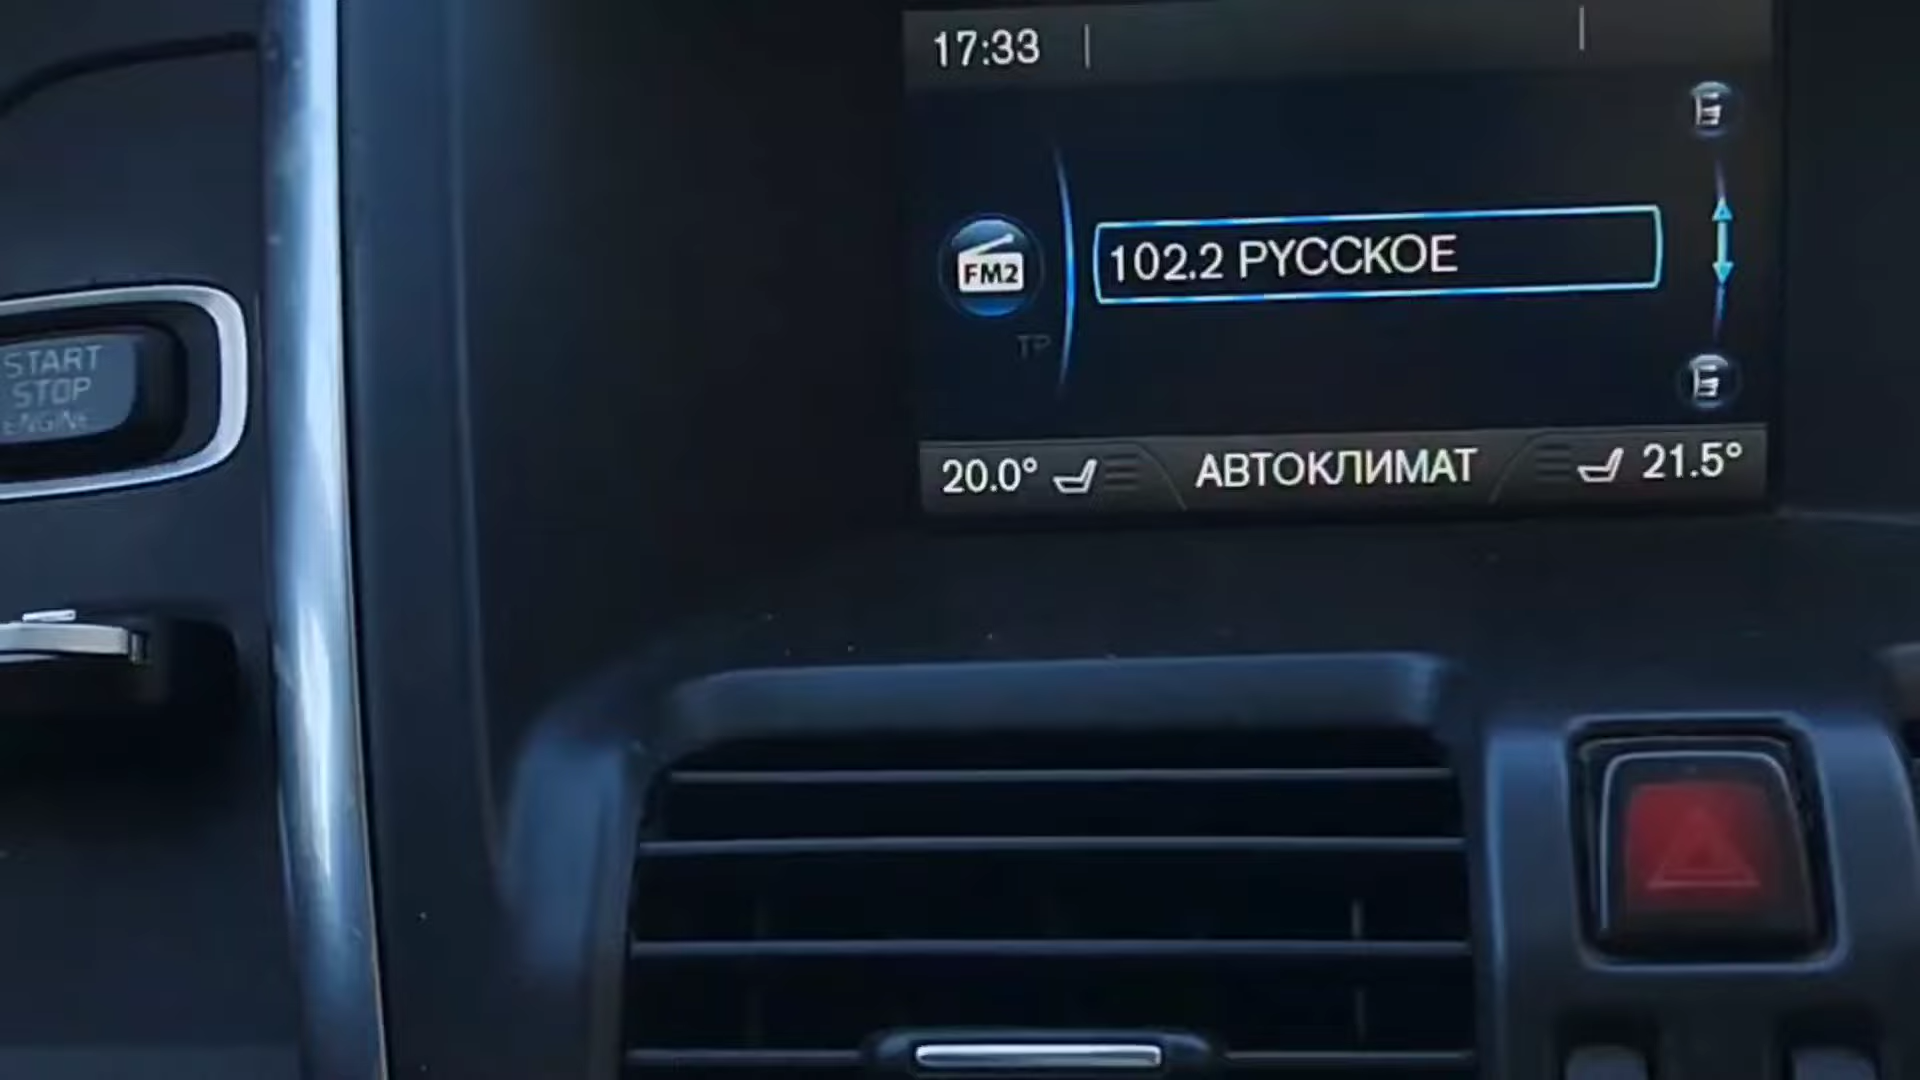 17:33
FM2
102.2 РУССКОЕ
TP
20.0° АВТОКЛИМАТ 21.5°
START
STOP
ENGINE